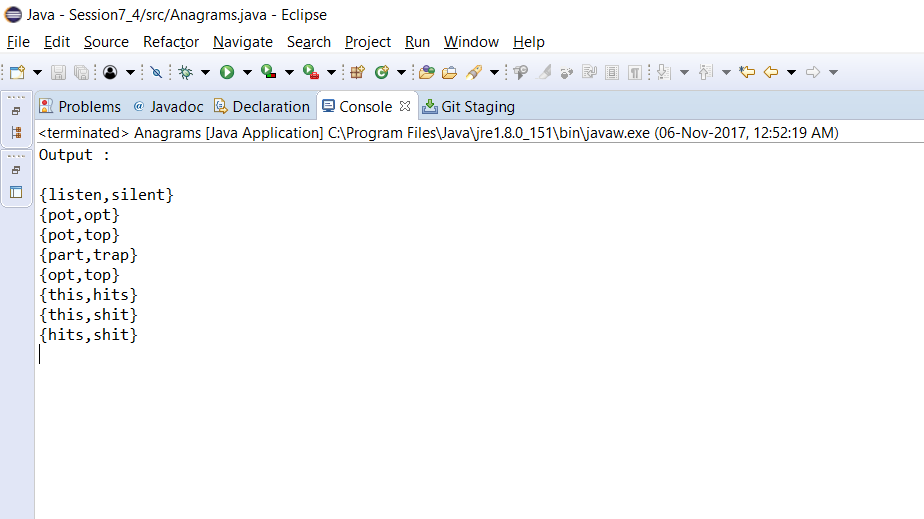 Java - Session7_4/src/Anagrams.java - Eclipse
File Edit Source Refactor Navigate Search Project Run Window Help
Problems @ Javadoc Declaration Console Git Staging
<terminated> Anagrams [Java Application] C:\Program Files\Java\jre1.8.0_151\bin\javaw.exe (06-Nov-2017, 12:52:19 AM)
Output :
{listen,silent}
{pot,opt}
{pot,top}
{part,trap}
{opt,top}
{this,hits}
{this,shit}
{hits,shit}